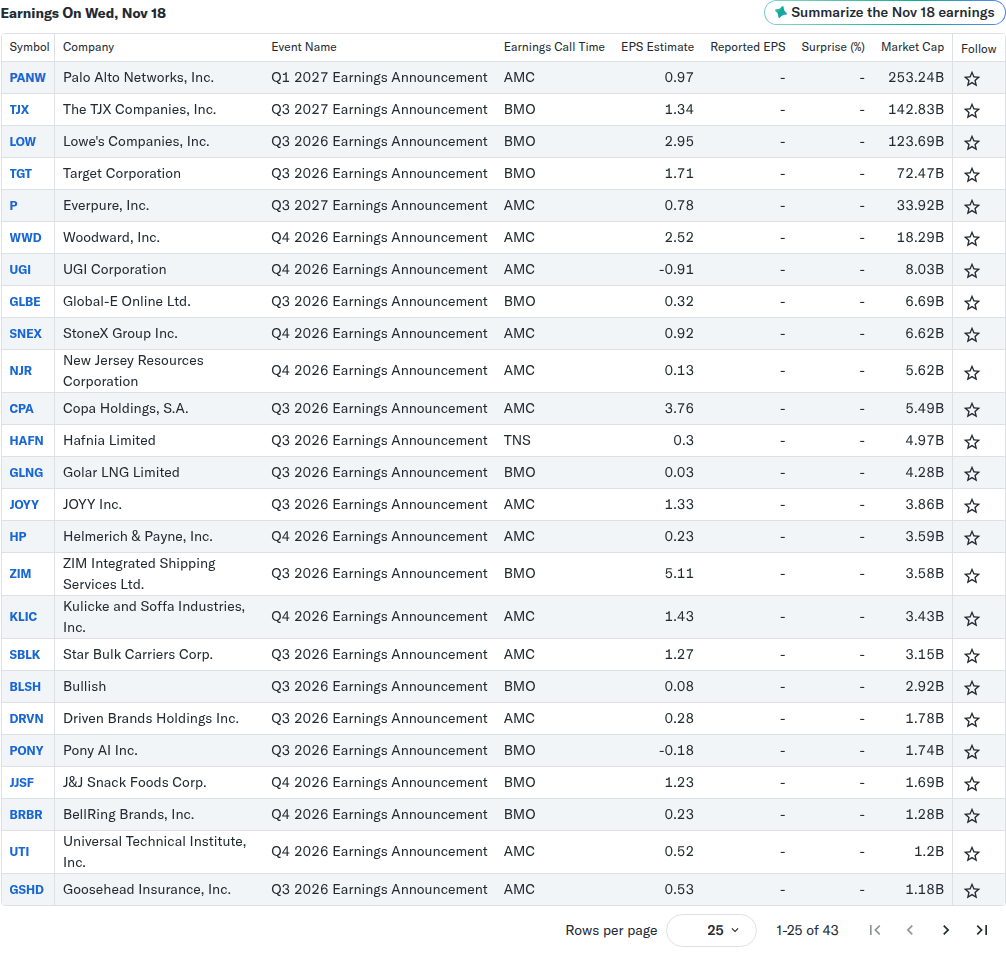 Earnings On Wed, Nov 18
Summarize the Nov 18 earnings
Symbol Company Event Name Earnings Call Time EPS Estimate Reported EPS Surprise (%) Market Cap Follow
PANW Palo Alto Networks, Inc. Q1 2027 Earnings Announcement AMC 0.97 - - 253.24B
TJX The TJX Companies, Inc. Q3 2027 Earnings Announcement BMO 1.34 - - 142.83B
LOW Lowe's Companies, Inc. Q3 2026 Earnings Announcement BMO 2.95 - - 123.69B
TGT Target Corporation Q3 2026 Earnings Announcement BMO 1.71 - - 72.47B
P Everpure, Inc. Q3 2027 Earnings Announcement AMC 0.78 - - 33.92B
WWD Woodward, Inc. Q4 2026 Earnings Announcement AMC 2.52 - - 18.29B
UGI UGI Corporation Q4 2026 Earnings Announcement AMC -0.91 - - 8.03B
GLBE Global-E Online Ltd. Q3 2026 Earnings Announcement BMO 0.32 - - 6.69B
SNEX StoneX Group Inc. Q4 2026 Earnings Announcement AMC 0.92 - - 6.62B
NJR New Jersey Resources
Corporation Q4 2026 Earnings Announcement AMC 0.13 - - 5.62B
CPA Copa Holdings, S.A. Q3 2026 Earnings Announcement AMC 3.76 - - 5.49B
HAFN Hafnia Limited Q3 2026 Earnings Announcement TNS 0.3 - - 4.97B
GLNG Golar LNG Limited Q3 2026 Earnings Announcement BMO 0.03 - - 4.28B
JOYY JOYY Inc. Q3 2026 Earnings Announcement AMC 1.33 - - 3.86B
HP Helmerich & Payne, Inc. Q4 2026 Earnings Announcement AMC 0.23 - - 3.59B
ZIM ZIM Integrated Shipping
Services Ltd. Q3 2026 Earnings Announcement BMO 5.11 - - 3.58B
KLIC Kulicke and Soffa Industries,
Inc. Q4 2026 Earnings Announcement AMC 1.43 - - 3.43B
SBLK Star Bulk Carriers Corp. Q3 2026 Earnings Announcement AMC 1.27 - - 3.15B
BLSH Bullish Q3 2026 Earnings Announcement BMO 0.08 - - 2.92B
DRVN Driven Brands Holdings Inc. Q3 2026 Earnings Announcement AMC 0.28 - - 1.78B
PONY Pony AI Inc. Q3 2026 Earnings Announcement BMO -0.18 - - 1.74B
JJSF J&J Snack Foods Corp. Q4 2026 Earnings Announcement BMO 1.23 - - 1.69B
BRBR BellRing Brands, Inc. Q4 2026 Earnings Announcement BMO 0.23 - - 1.28B
UTI Universal Technical Institute,
Inc. Q4 2026 Earnings Announcement AMC 0.52 - - 1.2B
GSHD Goosehead Insurance, Inc. Q3 2026 Earnings Announcement AMC 0.53 - - 1.18B
Rows per page 25 1-25 of 43